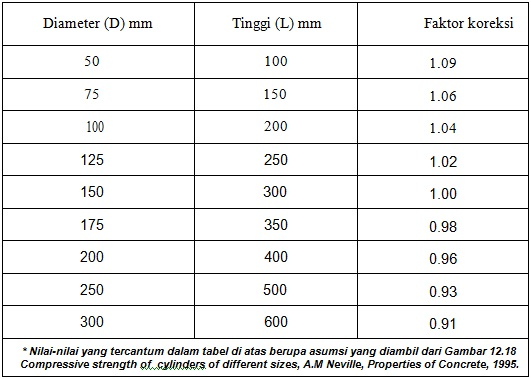 Diameter (D) mm Tinggi (L) mm Faktor koreksi
50 100 1.09
75 150 1.06
100 200 1.04
125 250 1.02
150 300 1.00
175 350 0.98
200 400 0.96
250 500 0.93
300 600 0.91
* Nilai-nilai yang tercantum dalam tabel di atas berupa asumsi yang diambil dari Gambar 12.18
Compressive strength of cylinders of different sizes, A.M Neville, Properties of Concrete, 1995.